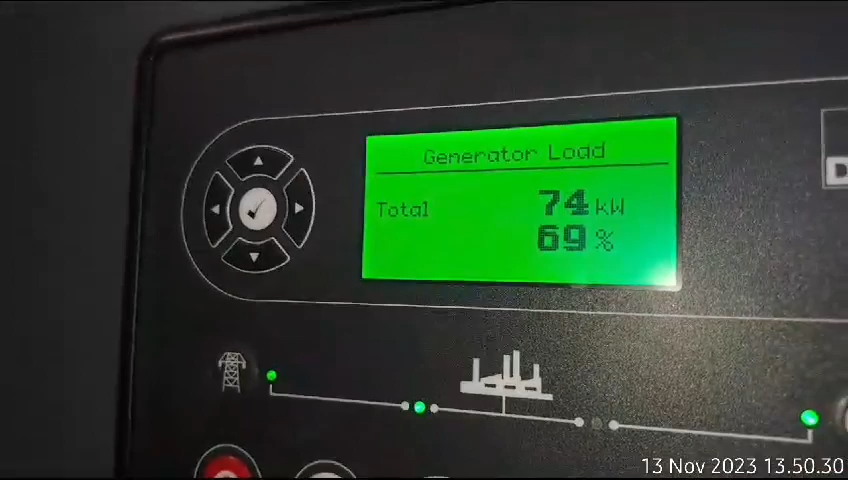 Generator Load
Total 74 kW
69 %
D
13 Nov 2023 13.50.30